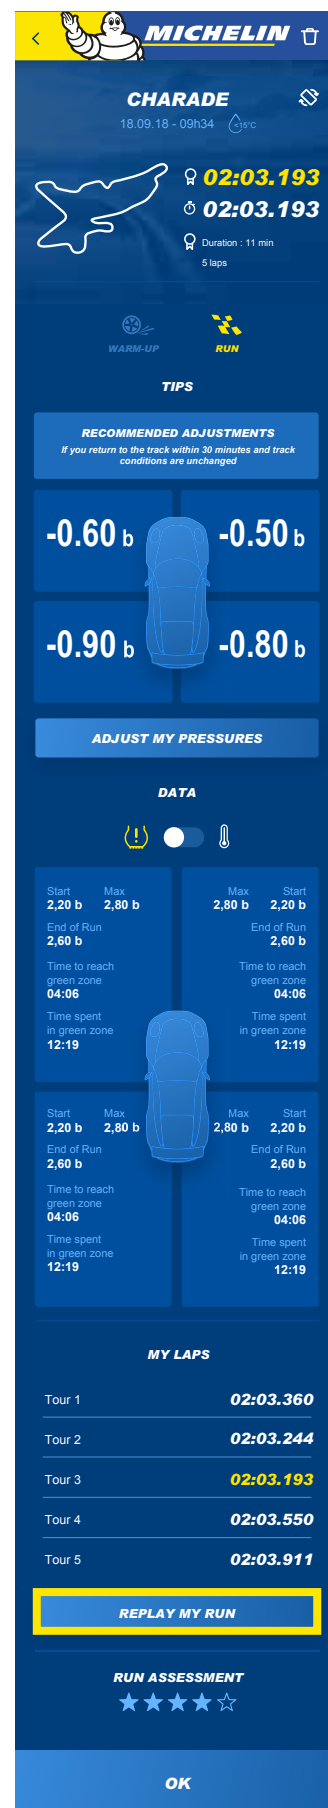 MICHELIN
CHARADE
18.09.18 - 09h34 <15°C
02:03.193
02:03.193
Duration : 11 min
5 laps
WARM-UP RUN
TIPS
RECOMMENDED ADJUSTMENTS
If you return to the track within 30 minutes and track
conditions are unchanged
-0.60 b -0.50 b
-0.90 b -0.80 b
ADJUST MY PRESSURES
DATA
Start Max Max Start
2,20 b 2,80 b 2,80 b 2,20 b
End of Run End of Run
2,60 b 2,60 b
Time to reach Time to reach
green zone green zone
04:06 04:06
Time spent Time spent
in green zone in green zone
12:19 12:19
Start Max Max Start
2,20 b 2,80 b 2,80 b 2,20 b
End of Run End of Run
2,60 b 2,60 b
Time to reach Time to reach
green zone green zone
04:06 04:06
Time spent Time spent
in green zone in green zone
12:19 12:19
MY LAPS
Tour 1 02:03.360
Tour 2 02:03.244
Tour 3 02:03.193
Tour 4 02:03.550
Tour 5 02:03.911
REPLAY MY RUN
RUN ASSESSMENT
OK